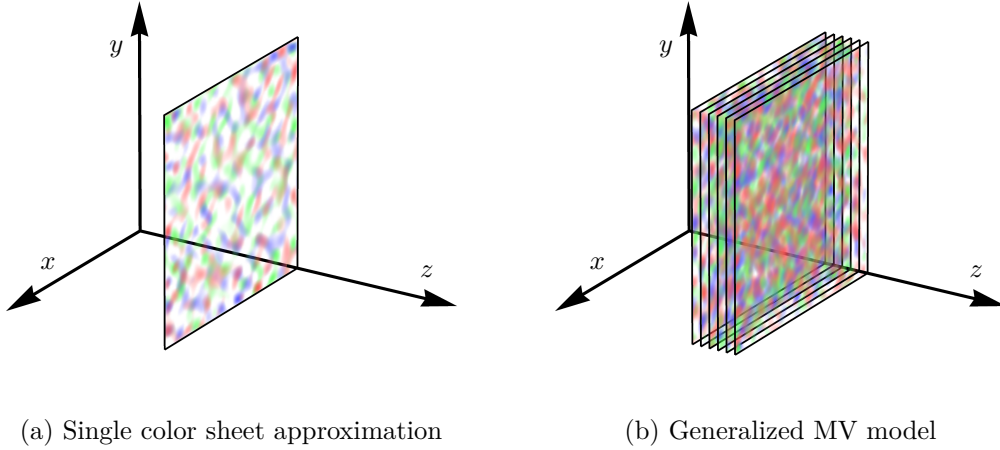 y
y
x
z
x
z
(a) Single color sheet approximation
(b) Generalized MV model